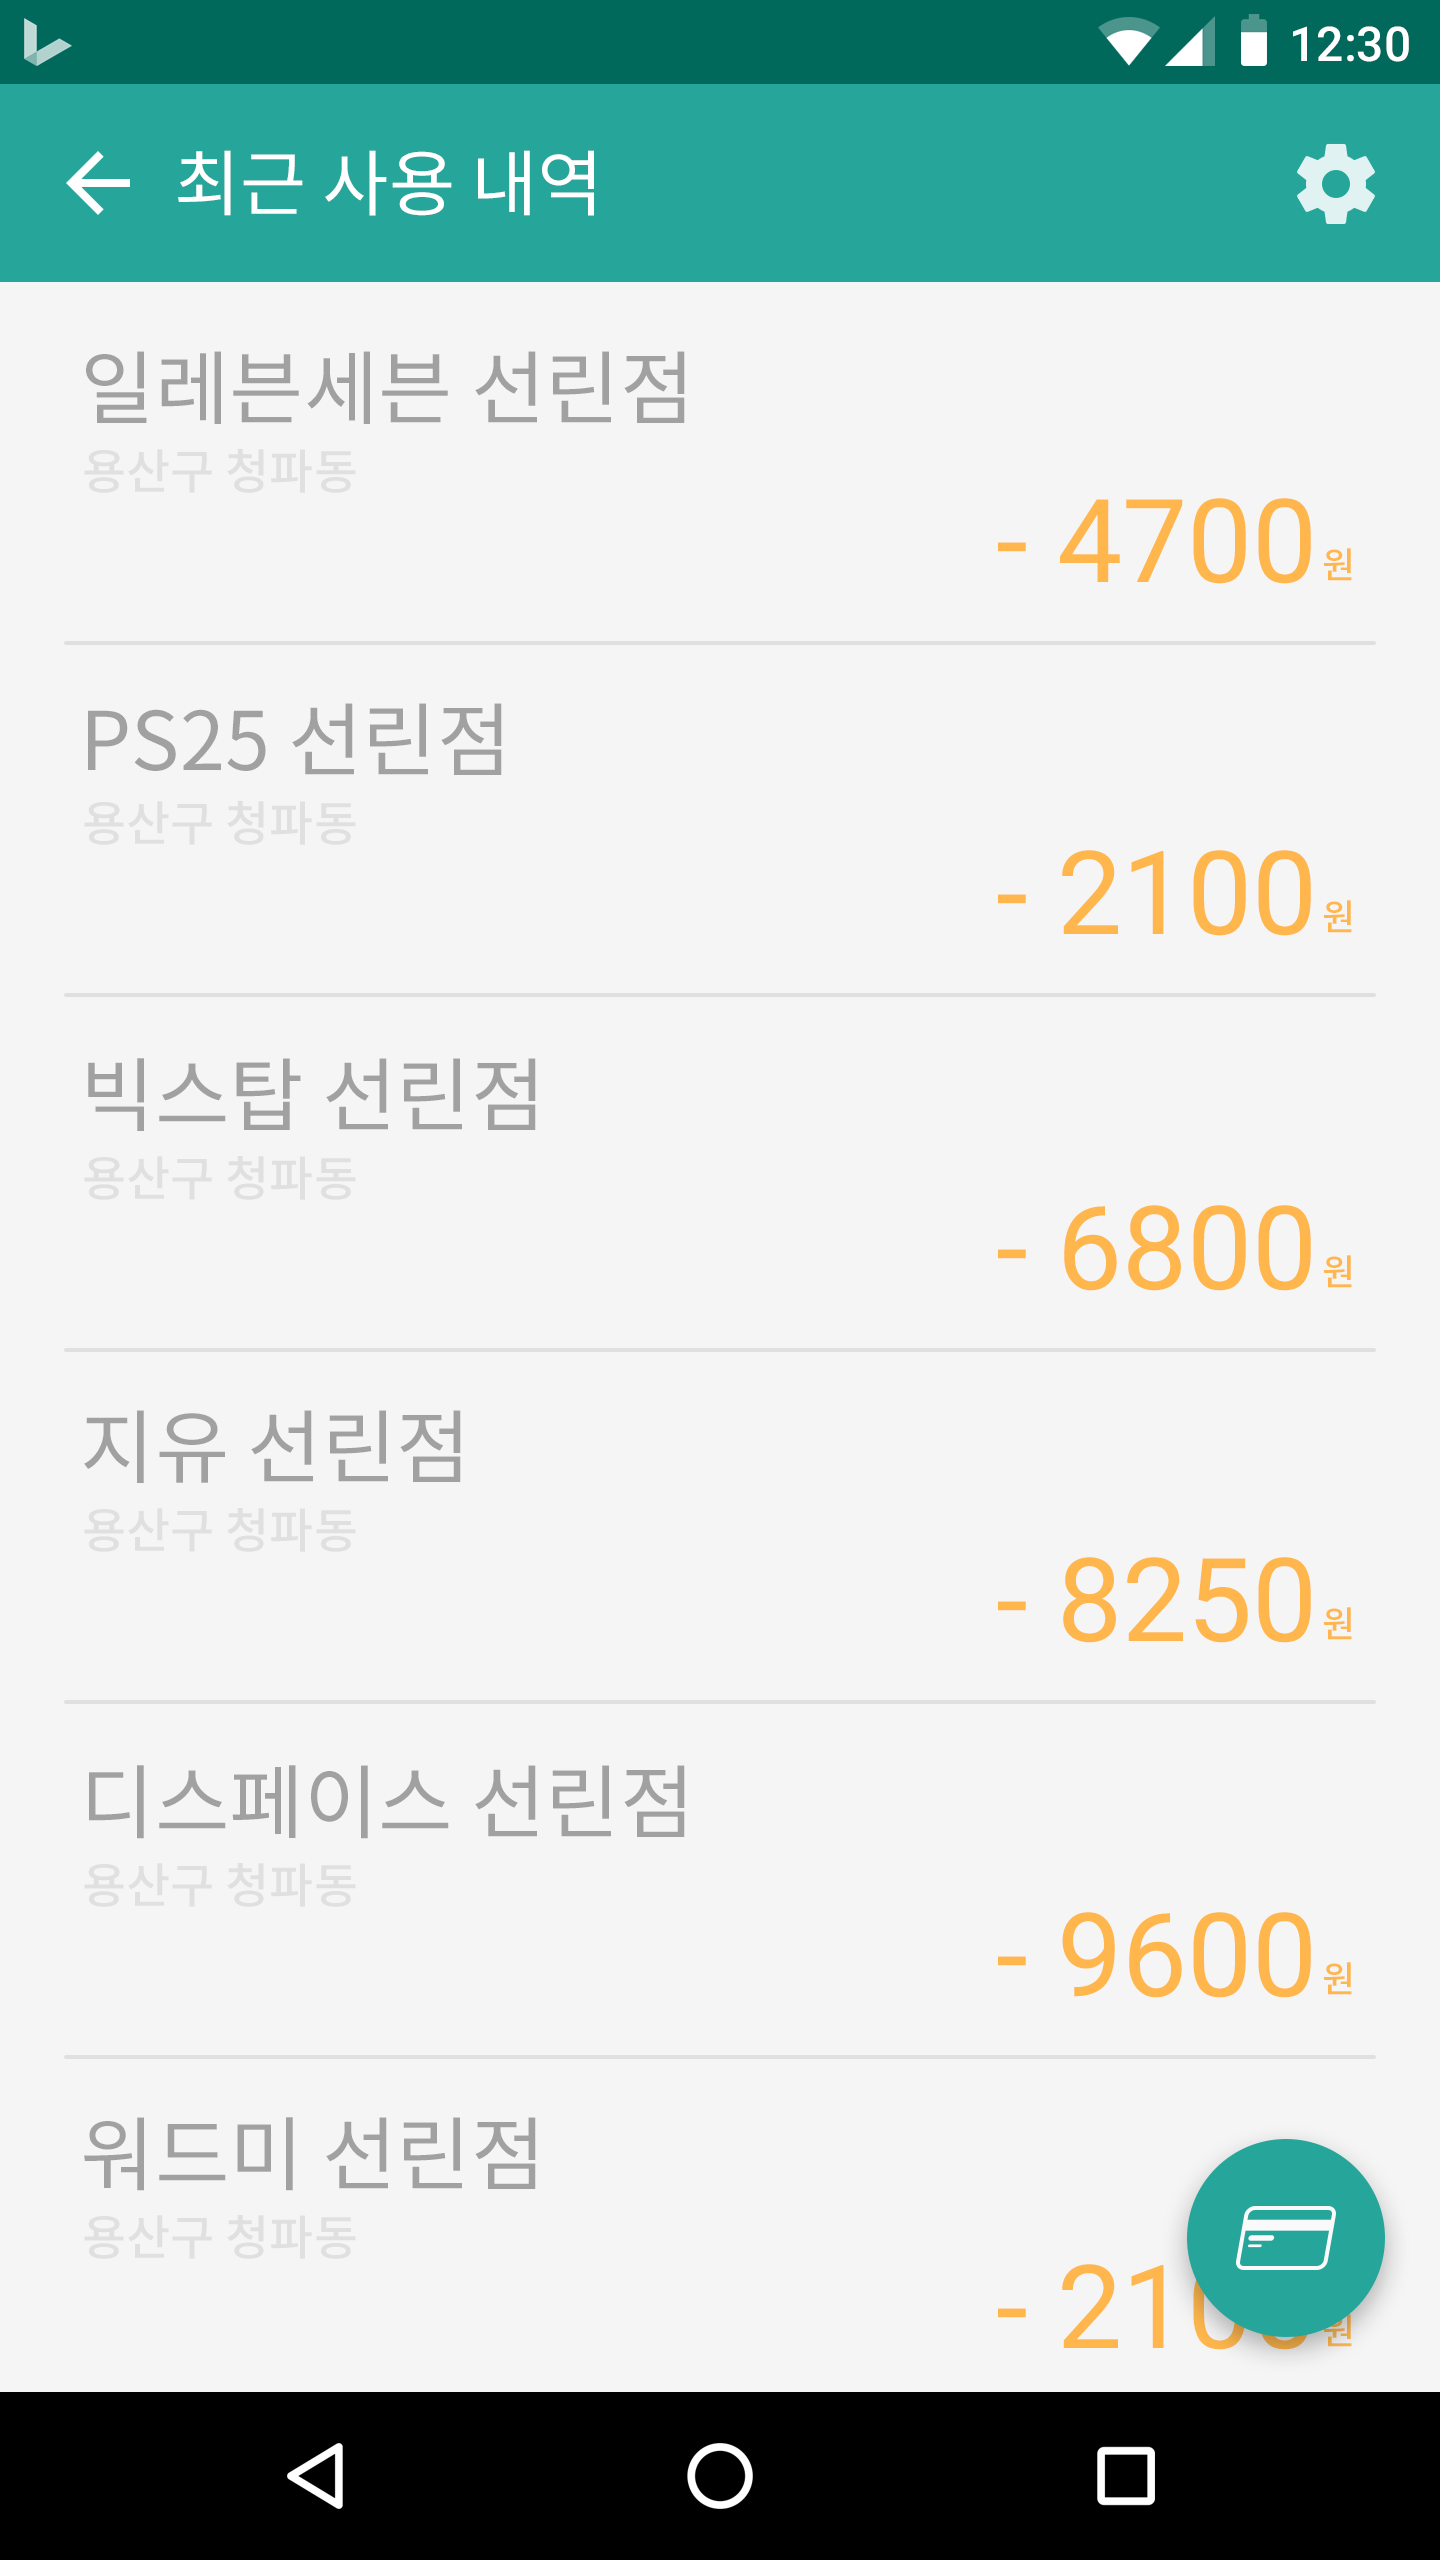 12:30
최근 사용 내역
일레븐세븐 선린점
용산구 청파동
- 4700원
PS25 선린점
용산구 청파동
- 2100원
빅스탑 선린점
용산구 청파동
- 6800원
지유 선린점
용산구 청파동
- 8250원
디스페이스 선린점
용산구 청파동
- 9600원
워드미 선린점
용산구 청파동
- 2100원